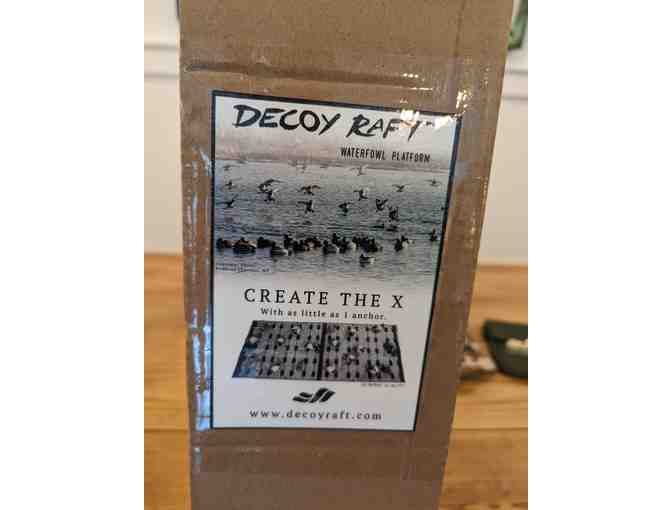 DECOY RAFT
WATERFOWL PLATFORM
CREATE THE X
With as little as 1 anchor.
www.decoyraft.com